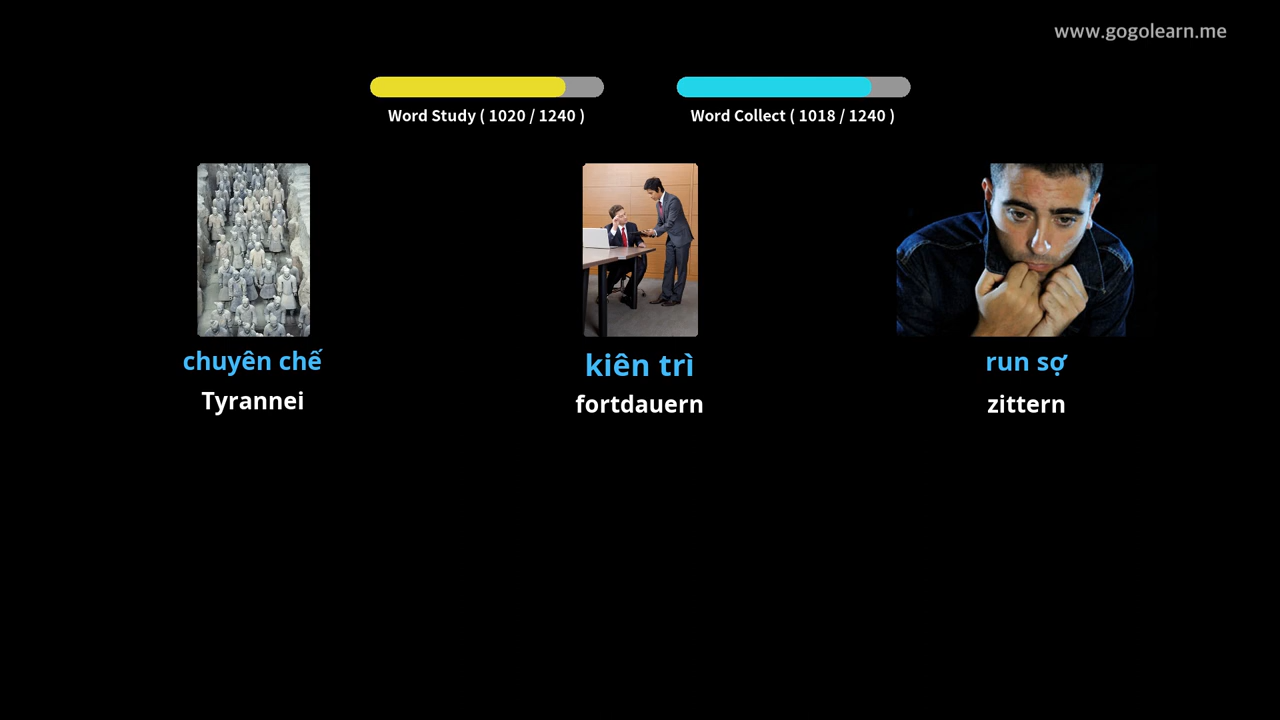 www.gogolearn.me
Word Study ( 1020 / 1240 )
Word Collect ( 1018 / 1240 )
chuyên chế
Tyrannei
kiên trì
fortdauern
run sợ
zittern